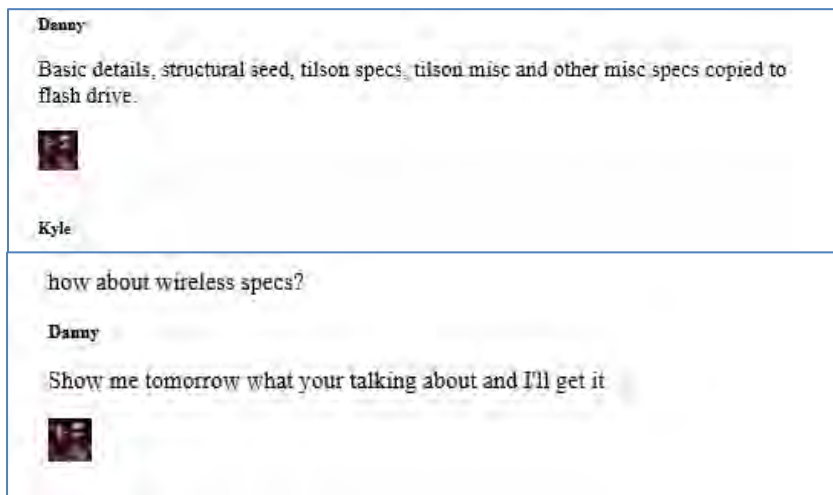 Danny
Basic details, structural seed, tilson specs, tilson misc and other misc specs copied to
flash drive.
Kyle
how about wireless specs?
Danny
Show me tomorrow what your talking about and I'll get it